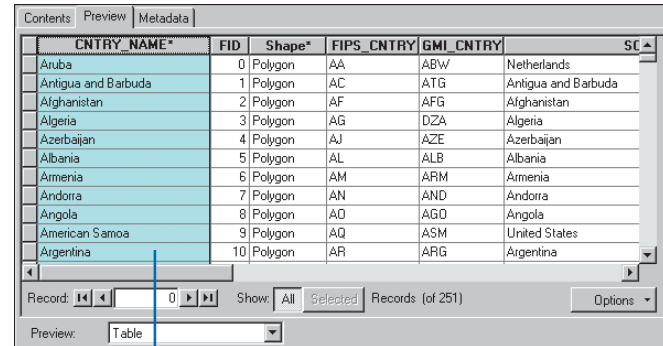 Contents Preview Metadata
CNTRY_NAME* FID Shape* FIPS_CNTRY GMI_CNTRY
Aruba 0 Polygon AA ABW Netherlands
Antigua and Barbuda 1 Polygon AC ATG Antigua and Barbuda
Afghanistan 2 Polygon AF AFG Afghanistan
Algeria 3 Polygon AG DZA Algeria
Azerbaijan 4 Polygon AJ AZE Azerbaijan
Albania 5 Polygon AL ALB Albania
Armenia 6 Polygon AM ARM Armenia
Andorra 7 Polygon AN AND Andorra
Angola 8 Polygon AO AGO Angola
American Samoa 9 Polygon AQ ASM United States
Argentina 10 Polygon AR ARG Argentina
Record: 0 Show: All Selected Records (of 251) Options
Preview: Table